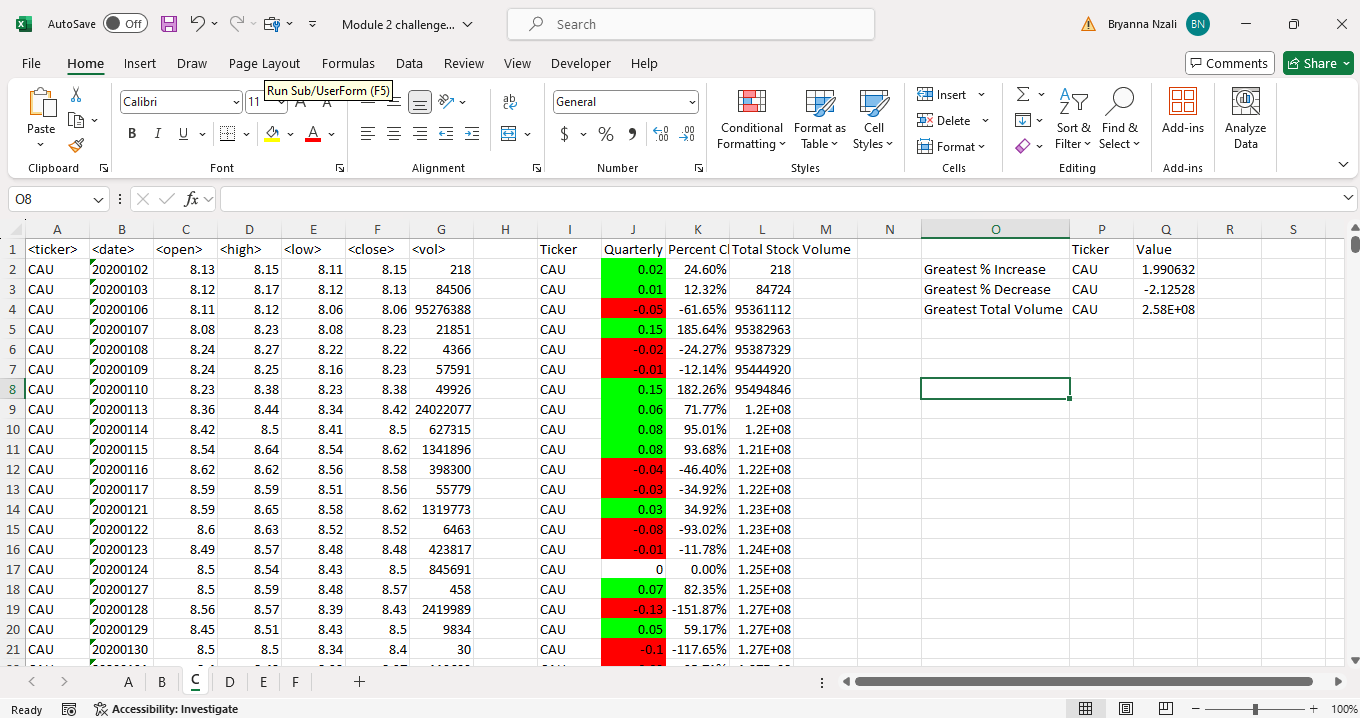 AutoSave Off Module 2 challenge... Search Bryanna Nzali BN
File Home Insert Draw Page Layout Formulas Data Review View Developer Help Comments Share
Run Sub/UserForm (F5)
Calibri 11 A A ab c General Insert
Paste Conditional Formatting Format as Table Cell Styles Delete Sort & Filter Find & Select Add-ins Analyze Data
B I U A $ % 9 .00 .00 Format
Clipboard Font Alignment Number Styles Cells Editing Add-ins
O8 fx
A B C D E F G H I J K L M N O P Q R S
1 <ticker> <date> <open> <high> <low> <close> <vol> Ticker Quarterly Percent C Total Stock Volume Ticker Value
2 CAU 20200102 8.13 8.15 8.11 8.15 218 CAU 0.02 24.60% 218 Greatest % Increase CAU 1.990632
3 CAU 20200103 8.12 8.17 8.12 8.13 84506 CAU 0.01 12.32% 84724 Greatest % Decrease CAU -2.12528
4 CAU 20200106 8.11 8.12 8.06 8.06 95276388 CAU -0.05 -61.65% 95361112 Greatest Total Volume CAU 2.58E+08
5 CAU 20200107 8.08 8.23 8.08 8.23 21851 CAU 0.15 185.64% 95382963
6 CAU 20200108 8.24 8.27 8.22 8.22 4366 CAU -0.02 -24.27% 95387329
7 CAU 20200109 8.24 8.25 8.16 8.23 57591 CAU -0.01 -12.14% 95444920
8 CAU 20200110 8.23 8.38 8.23 8.38 49926 CAU 0.15 182.26% 95494846
9 CAU 20200113 8.36 8.44 8.34 8.42 24022077 CAU 0.06 71.77% 1.2E+08
10 CAU 20200114 8.42 8.5 8.41 8.5 627315 CAU 0.08 95.01% 1.2E+08
11 CAU 20200115 8.54 8.64 8.54 8.62 1341896 CAU 0.08 93.68% 1.21E+08
12 CAU 20200116 8.62 8.62 8.56 8.58 398300 CAU -0.04 -46.40% 1.22E+08
13 CAU 20200117 8.59 8.59 8.51 8.56 55779 CAU -0.03 -34.92% 1.22E+08
14 CAU 20200121 8.59 8.65 8.58 8.62 1319773 CAU 0.03 34.92% 1.23E+08
15 CAU 20200122 8.6 8.63 8.52 8.52 6463 CAU -0.08 -93.02% 1.23E+08
16 CAU 20200123 8.49 8.57 8.48 8.48 423817 CAU -0.01 -11.78% 1.24E+08
17 CAU 20200124 8.5 8.54 8.43 8.5 845691 CAU 0 0.00% 1.25E+08
18 CAU 20200127 8.5 8.59 8.48 8.57 458 CAU 0.07 82.35% 1.25E+08
19 CAU 20200128 8.56 8.57 8.39 8.43 2419989 CAU -0.13 -151.87% 1.27E+08
20 CAU 20200129 8.45 8.51 8.43 8.5 9834 CAU 0.05 59.17% 1.27E+08
21 CAU 20200130 8.5 8.5 8.34 8.4 30 CAU -0.1 -117.65% 1.27E+08
A B C D E F
Ready Accessibility: Investigate 100%